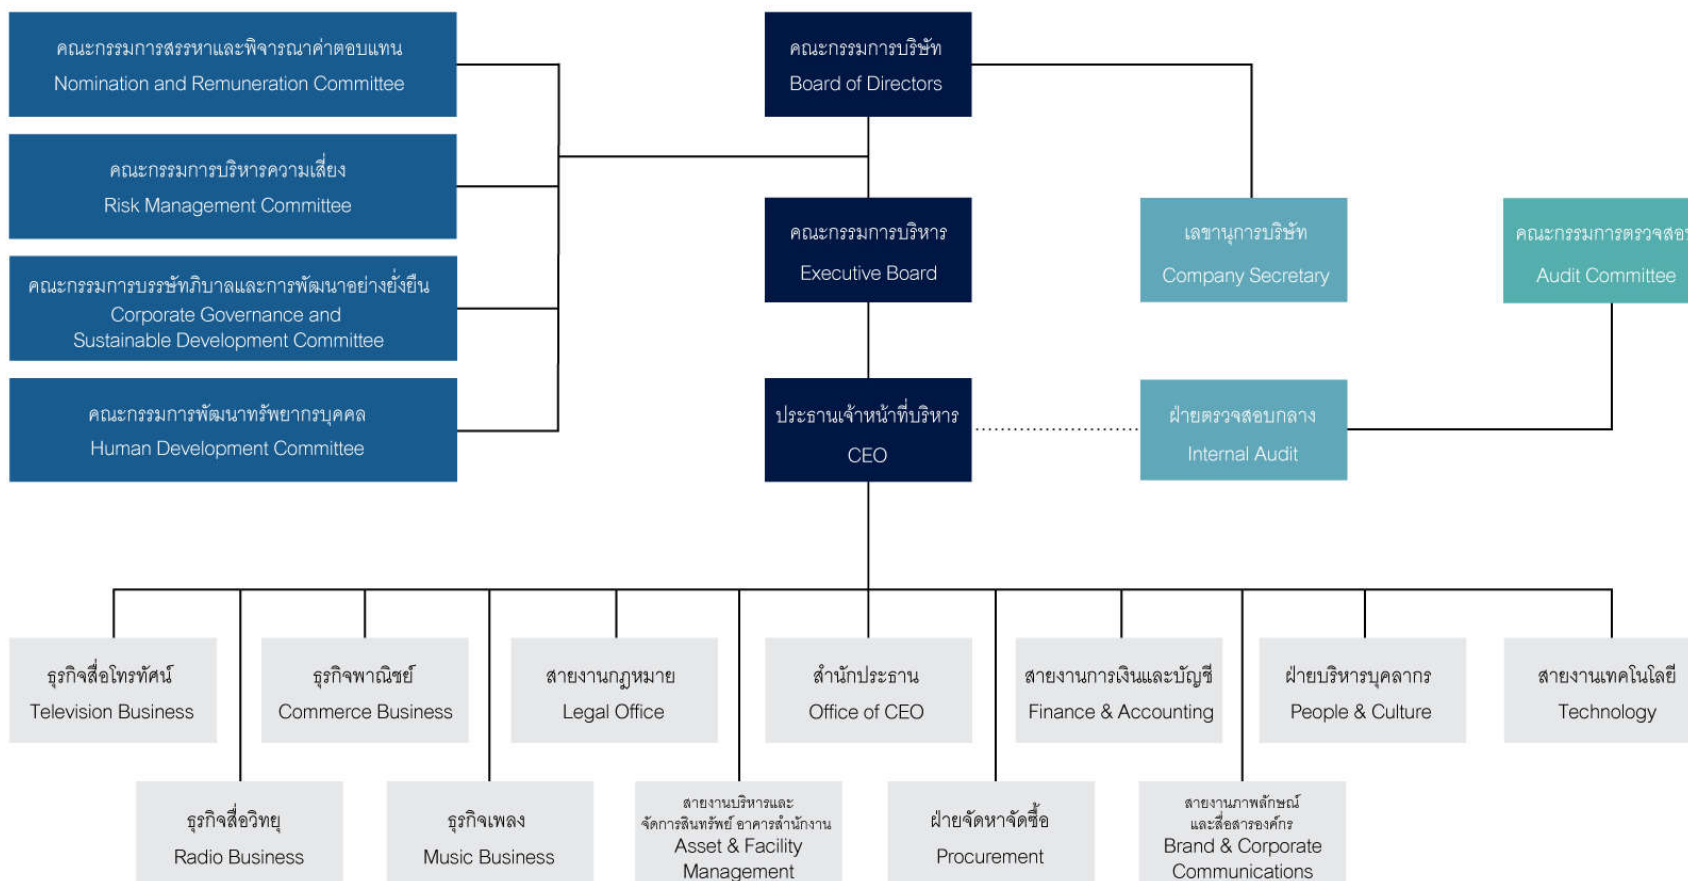 คณะกรรมการสรรหาและพิจารณาค่าตอบแทน
Nomination and Remuneration Committee
คณะกรรมการบริษัท
Board of Directors
คณะกรรมการบริหารความเสี่ยง
Risk Management Committee
คณะกรรมการบริหาร
Executive Board
เลขานุการบริษัท
Company Secretary
คณะกรรมการตรวจสอบ
Audit Committee
คณะกรรมการบรรษัทภิบาลและการพัฒนาอย่างยั่งยืน
Corporate Governance and
Sustainable Development Committee
คณะกรรมการพัฒนาทรัพยากรบุคคล
Human Development Committee
ประธานเจ้าหน้าที่บริหาร
CEO
ฝ่ายตรวจสอบกลาง
Internal Audit
ธุรกิจสื่อโทรทัศน์
Television Business
ธุรกิจพาณิชย์
Commerce Business
สายงานกฎหมาย
Legal Office
สำนักประธาน
Office of CEO
สายงานการเงินและบัญชี
Finance & Accounting
ฝ่ายบริหารบุคลากร
People & Culture
สายงานเทคโนโลยี
Technology
ธุรกิจสื่อวิทยุ
Radio Business
ธุรกิจเพลง
Music Business
สายงานบริหารและ
จัดการสินทรัพย์ อาคารสำนักงาน
Asset & Facility
Management
ฝ่ายจัดหาจัดซื้อ
Procurement
สายงานภาพลักษณ์
และสื่อสารองค์กร
Brand & Corporate
Communications